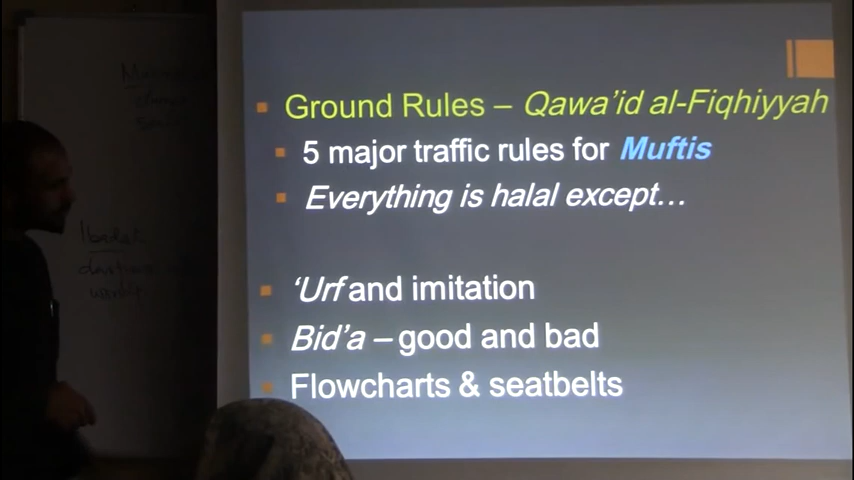 Ground Rules – Qawa'id al-Fiqhiyyah
5 major traffic rules for Muftis
Everything is halal except...
'Urf and imitation
Bid'a – good and bad
Flowcharts & seatbelts
Ibadah